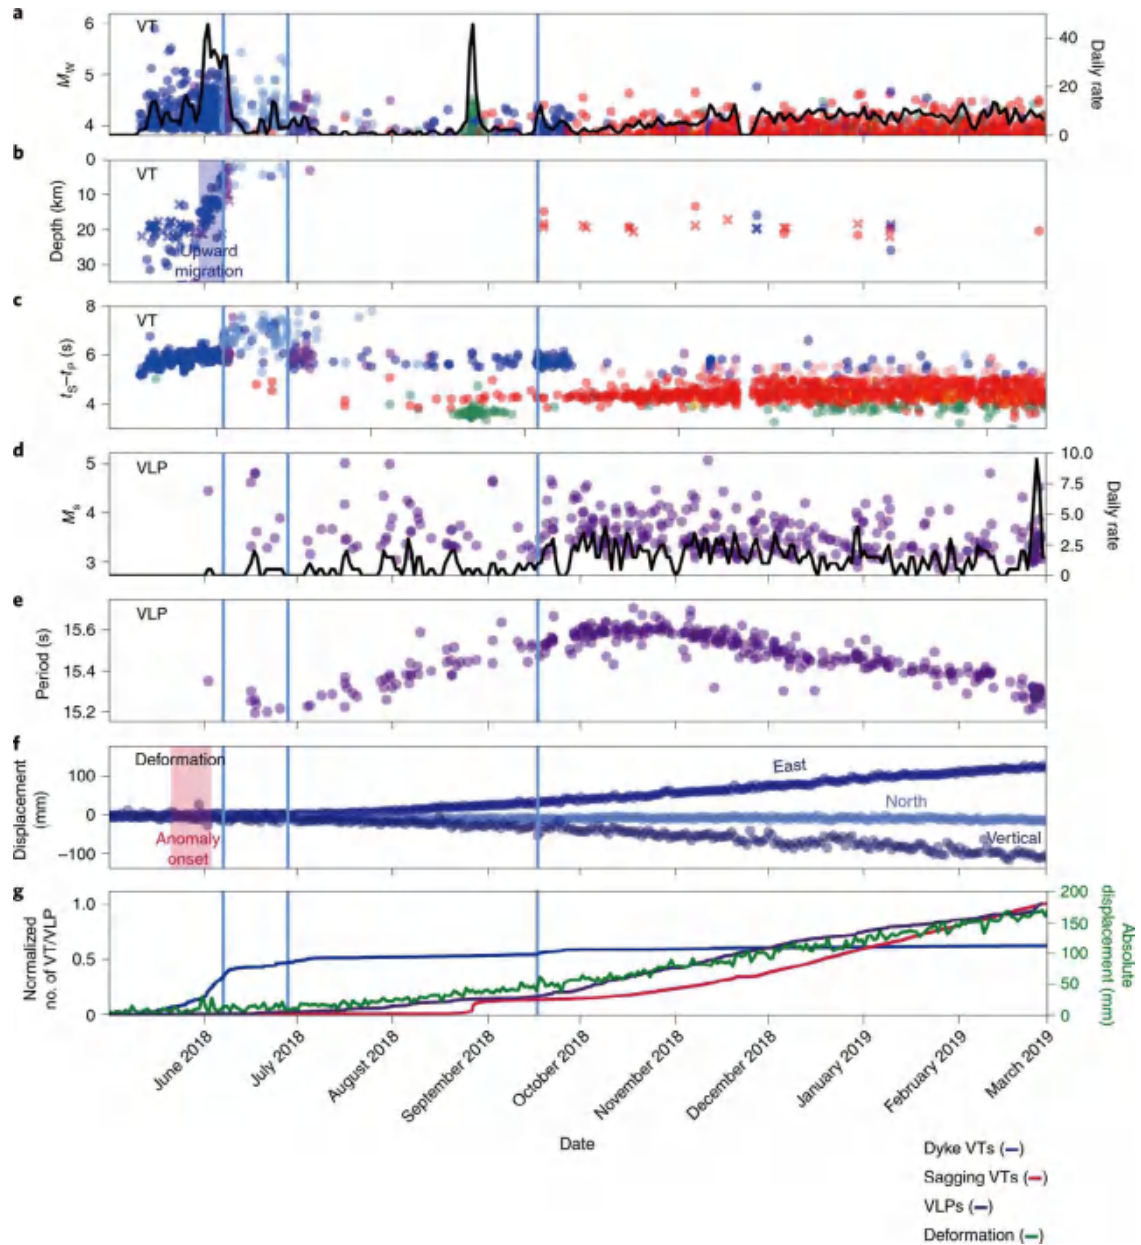 a
VT
6
5
4
M_W
40
20
0
Daily rate
b
VT
0
10
20
30
Depth (km)
Upward
migration
c
VT
8
6
4
t_S–t_P (s)
d
VLP
5
4
3
M_s
10.0
7.5
5.0
2.5
0
Daily rate
e
VLP
15.6
15.4
15.2
Period (s)
f
Deformation
100
0
–100
Displacement
(mm)
Anomaly
onset
East
North
Vertical
g
1.0
0.5
0
Normalized
no. of VT/VLP
200
150
100
50
0
Absolute
displacement (mm)
June 2018
July 2018
August 2018
September 2018
October 2018
November 2018
December 2018
January 2019
February 2019
March 2019
Date
Dyke VTs (–)
Sagging VTs (–)
VLPs (–)
Deformation (–)